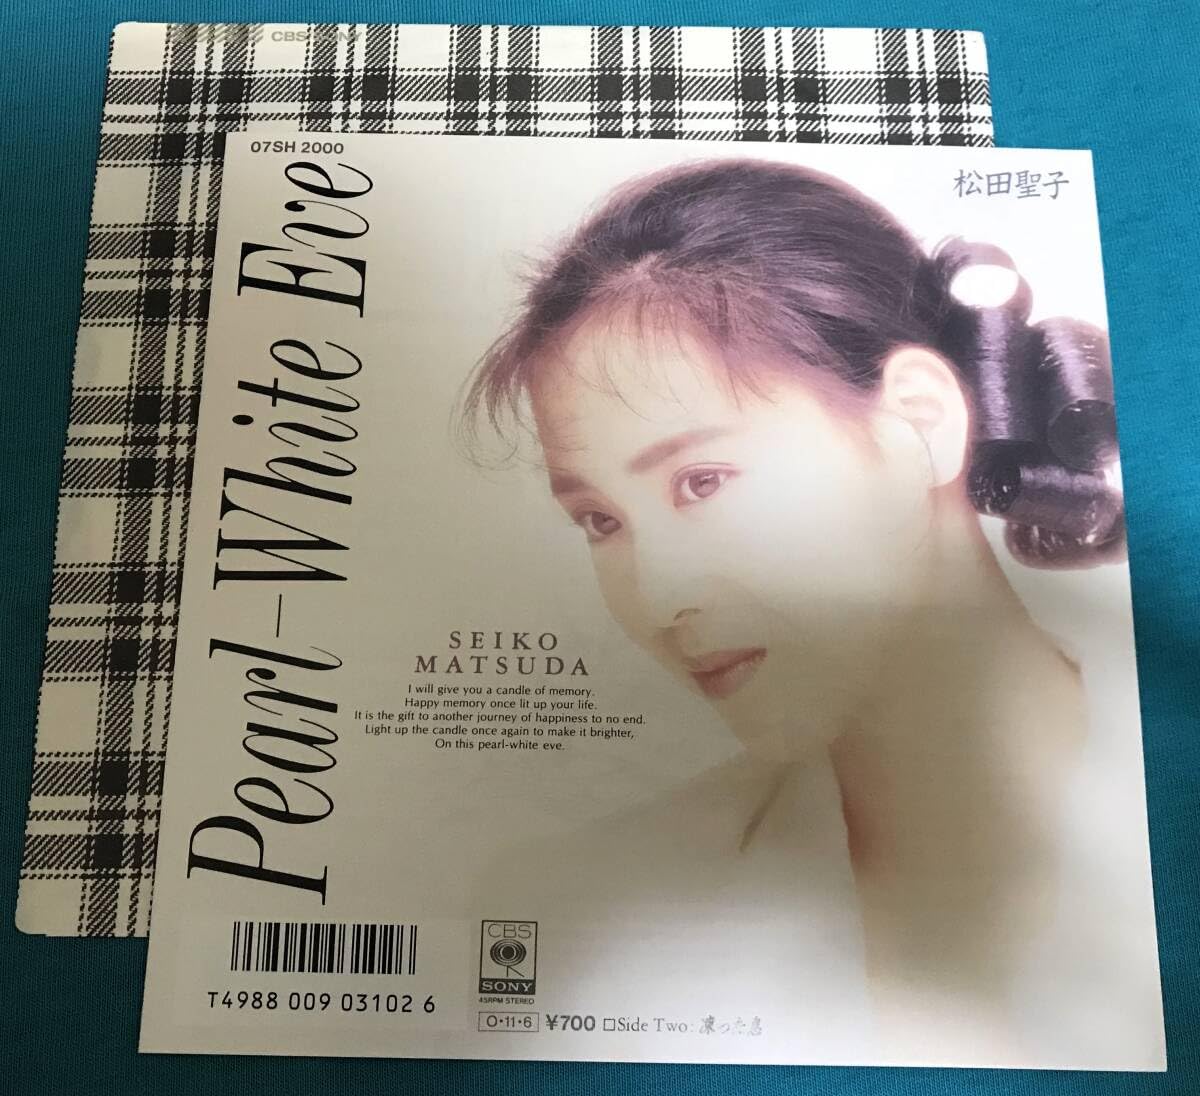 CBS SONY
07SH 2000
松田聖子
Pearl-White Eve
SEIKO
MATSUDA
I will give you a candle of memory.
Happy memory once lit up your life.
It is the gift to another journey of happiness to no end.
Light up the candle once again to make it brighter,
On this pearl-white eve.
T4988 009 03102 6
CBS
SONY
45RPM STEREO
O・11・6 ¥700 □Side Two: 凍った息